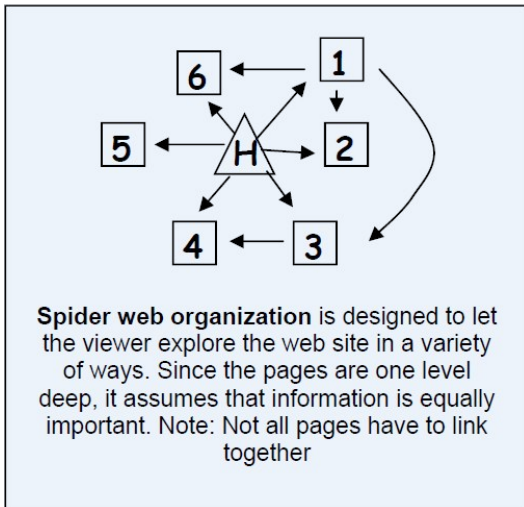 6 1
5 H 2
4 3
Spider web organization is designed to let
the viewer explore the web site in a variety
of ways. Since the pages are one level
deep, it assumes that information is equally
important. Note: Not all pages have to link
together